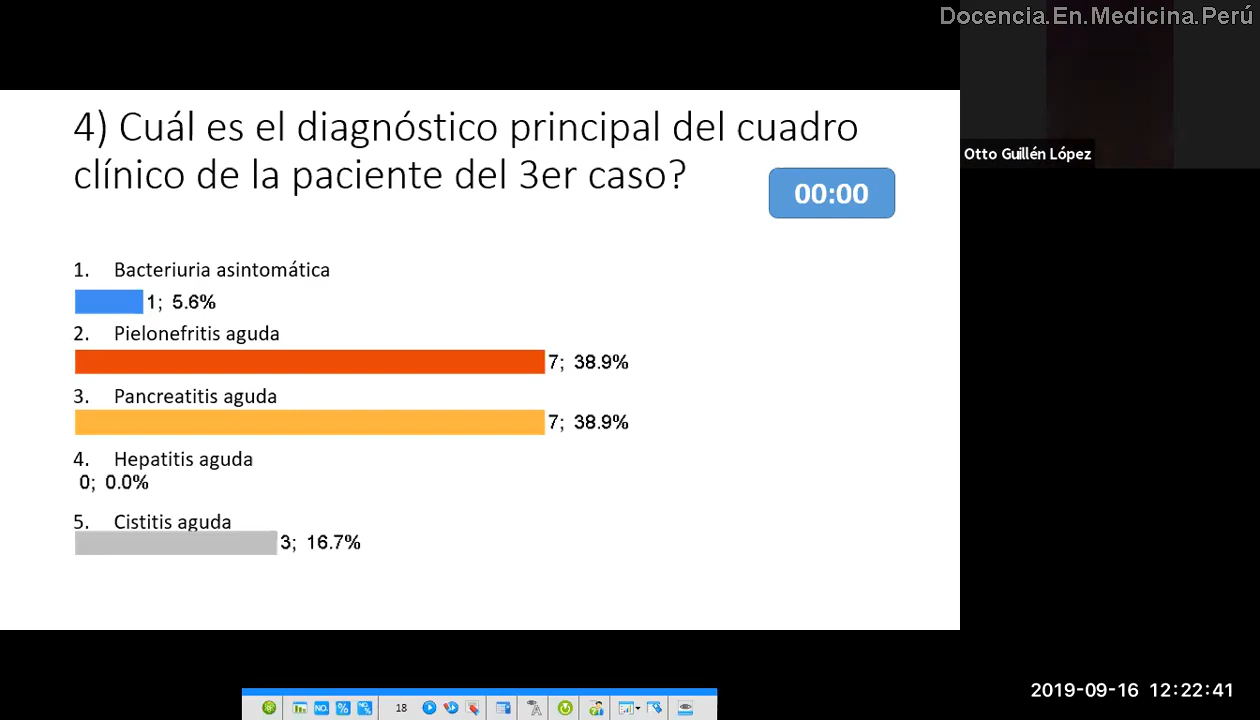 Docencia.En.Medicina.Perú
4) Cuál es el diagnóstico principal del cuadro
clínico de la paciente del 3er caso?
Otto Guillén López
00:00
1. Bacteriuria asintomática
1; 5.6%
2. Pielonefritis aguda
7; 38.9%
3. Pancreatitis aguda
7; 38.9%
4. Hepatitis aguda
0; 0.0%
5. Cistitis aguda
3; 16.7%
2019-09-16 12:22:41
NO. % NO. % 18